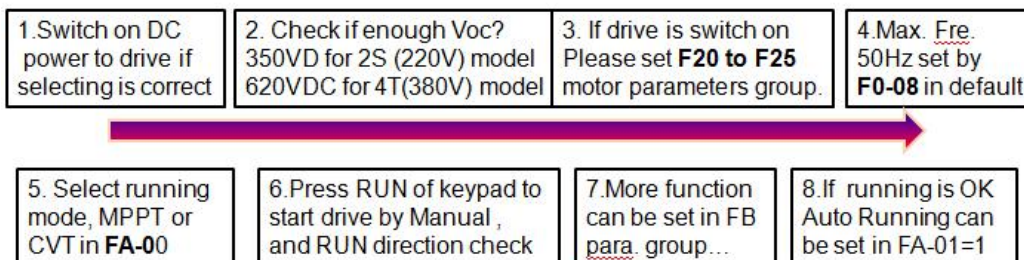 1.Switch on DC
power to drive if
selecting is correct
2. Check if enough Voc?
350VD for 2S (220V) model
620VDC for 4T(380V) model
3. If drive is switch on
Please set F20 to F25
motor parameters group.
4.Max. Fre.
50Hz set by
F0-08 in default
5. Select running
mode, MPPT or
CVT in FA-00
6.Press RUN of keypad to
start drive by Manual ,
and RUN direction check
7.More function
can be set in FB
para. group...
8.If running is OK
Auto Running can
be set in FA-01=1